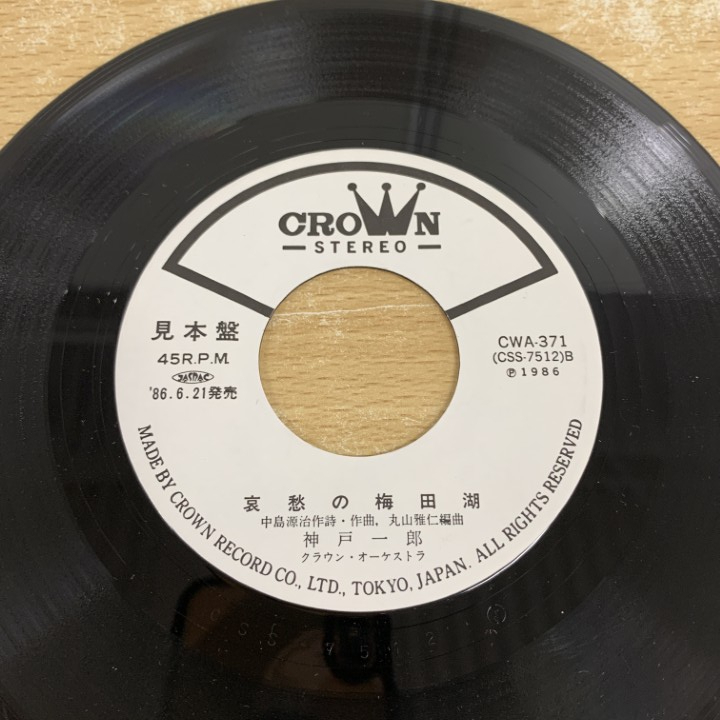 CROWN
STEREO
見本盤
45R.P.M.
'86.6.21発売
CWA-371
(CSS-7512)B
Ⓟ1986
哀愁の梅田湖
中島源治作詩・作曲, 丸山雅仁編曲
神戸一郎
クラウン・オーケストラ
MADE BY CROWN RECORD CO., LTD., TOKYO, JAPAN. ALL RIGHTS RESERVED